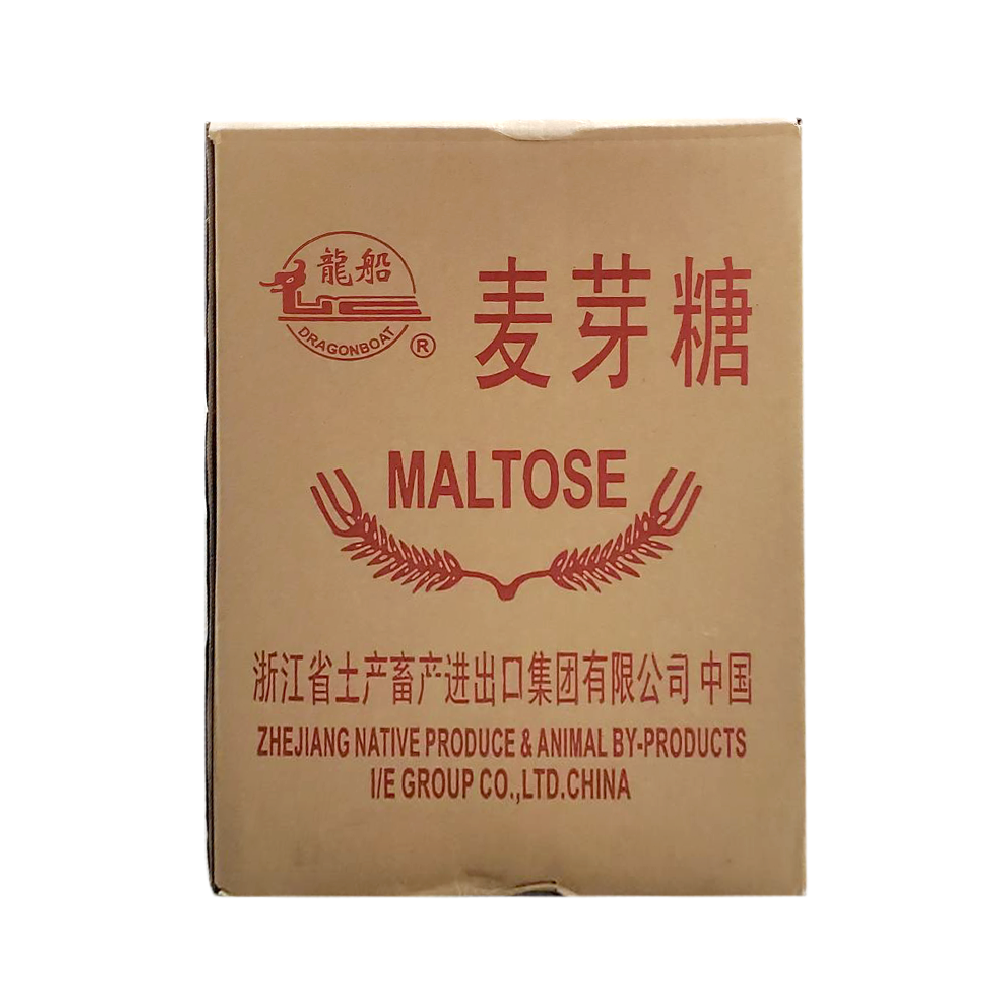 龍船
DRAGONBOAT ®
麦芽糖
MALTOSE
浙江省土产畜产进出口集团有限公司 中国
ZHEJIANG NATIVE PRODUCE & ANIMAL BY-PRODUCTS
I/E GROUP CO.,LTD.CHINA